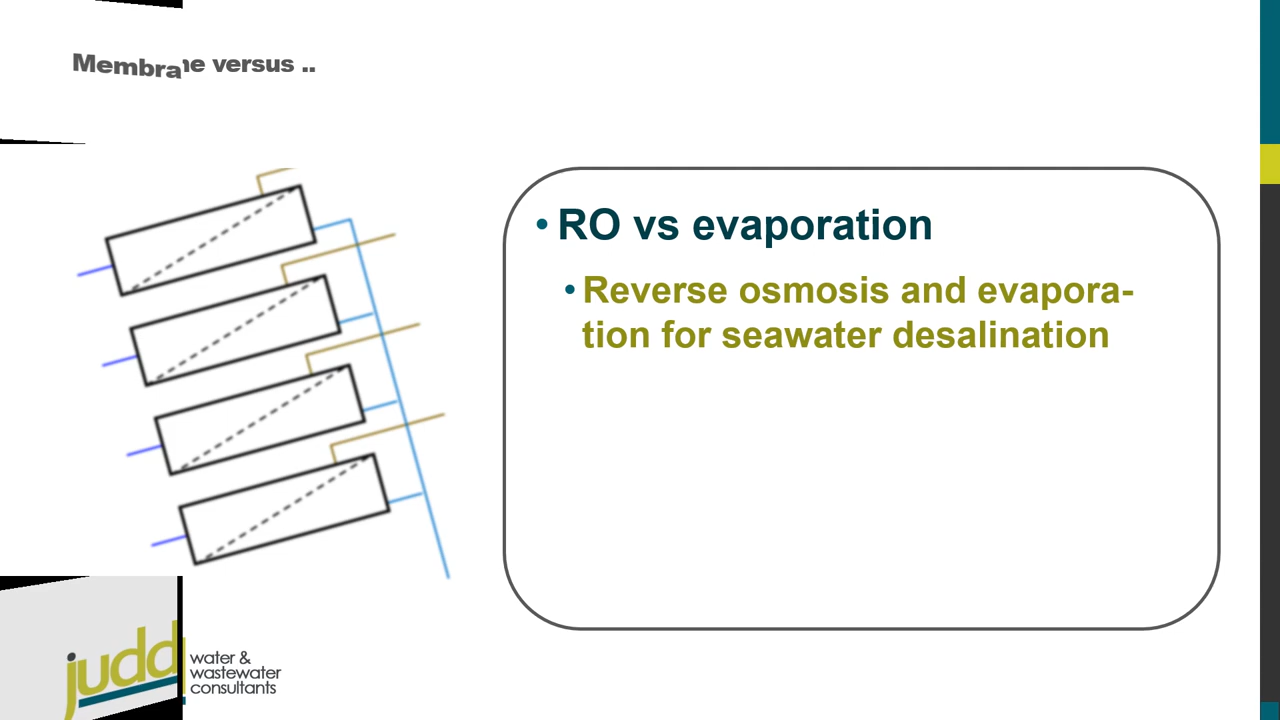 Membrane versus ..
• RO vs evaporation
• Reverse osmosis and evapora-
tion for seawater desalination
judd
water &
wastewater
consultants